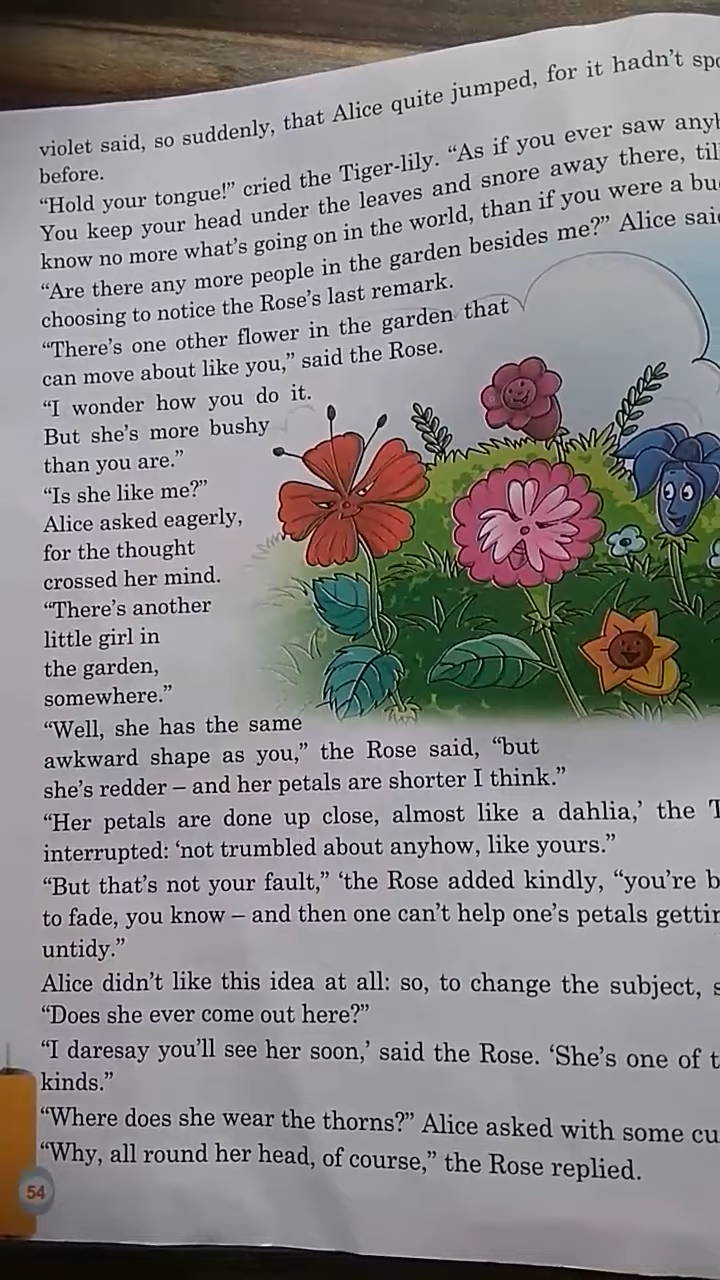 violet said, so suddenly, that Alice quite jumped, for it hadn't
before.
“Hold your tongue!” cried the Tiger-lily. “As if you ever saw
You keep your head under the leaves and snore away there,
know no more what's going on in the world, than if you were a
“Are there any more people in the garden besides me?” Alice
choosing to notice the Rose's last remark.
“There's one other flower in the garden that
can move about like you,” said the Rose.
“I wonder how you do it.
But she's more bushy
than you are.”
“Is she like me?”
Alice asked eagerly,
for the thought
crossed her mind.
“There's another
little girl in
the garden,
somewhere.”
“Well, she has the same
awkward shape as you,” the Rose said, “but
she's redder – and her petals are shorter I think.”
“Her petals are done up close, almost like a dahlia,’ the
interrupted: ‘not trumbled about anyhow, like yours.”
“But that's not your fault,” ‘the Rose added kindly, “you're
to fade, you know – and then one can't help one's petals
untidy.”
Alice didn't like this idea at all: so, to change the subject,
“Does she ever come out here?”
“I daresay you'll see her soon,’ said the Rose. ‘She's one of
kinds.”
“Where does she wear the thorns?” Alice asked with some
“Why, all round her head, of course,” the Rose replied.
54